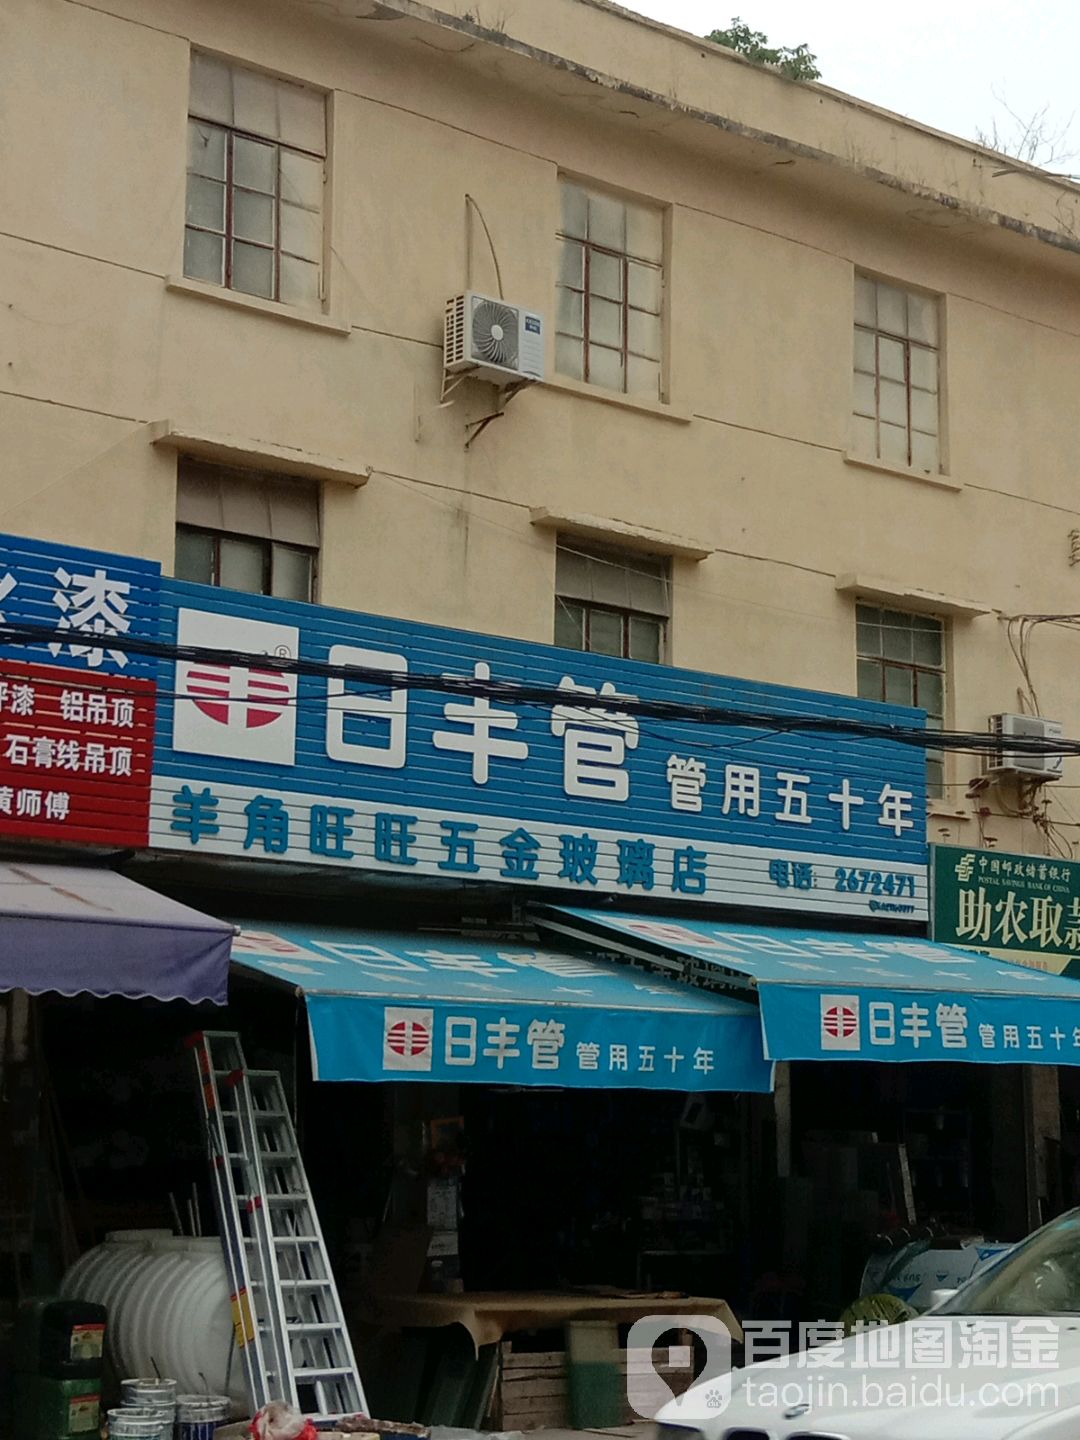 漆
坪漆 铝吊顶
石膏线吊顶
黄师傅
®
日丰管 管用五十年
羊角旺旺五金玻璃店 电话: 2672471
中国邮政储蓄银行
POSTAL SAVINGS BANK OF CHINA
助农取款
日丰管
日丰管
日丰管 管用五十年
日丰管 管用五十年
百度地图淘金
taojin.baidu.com